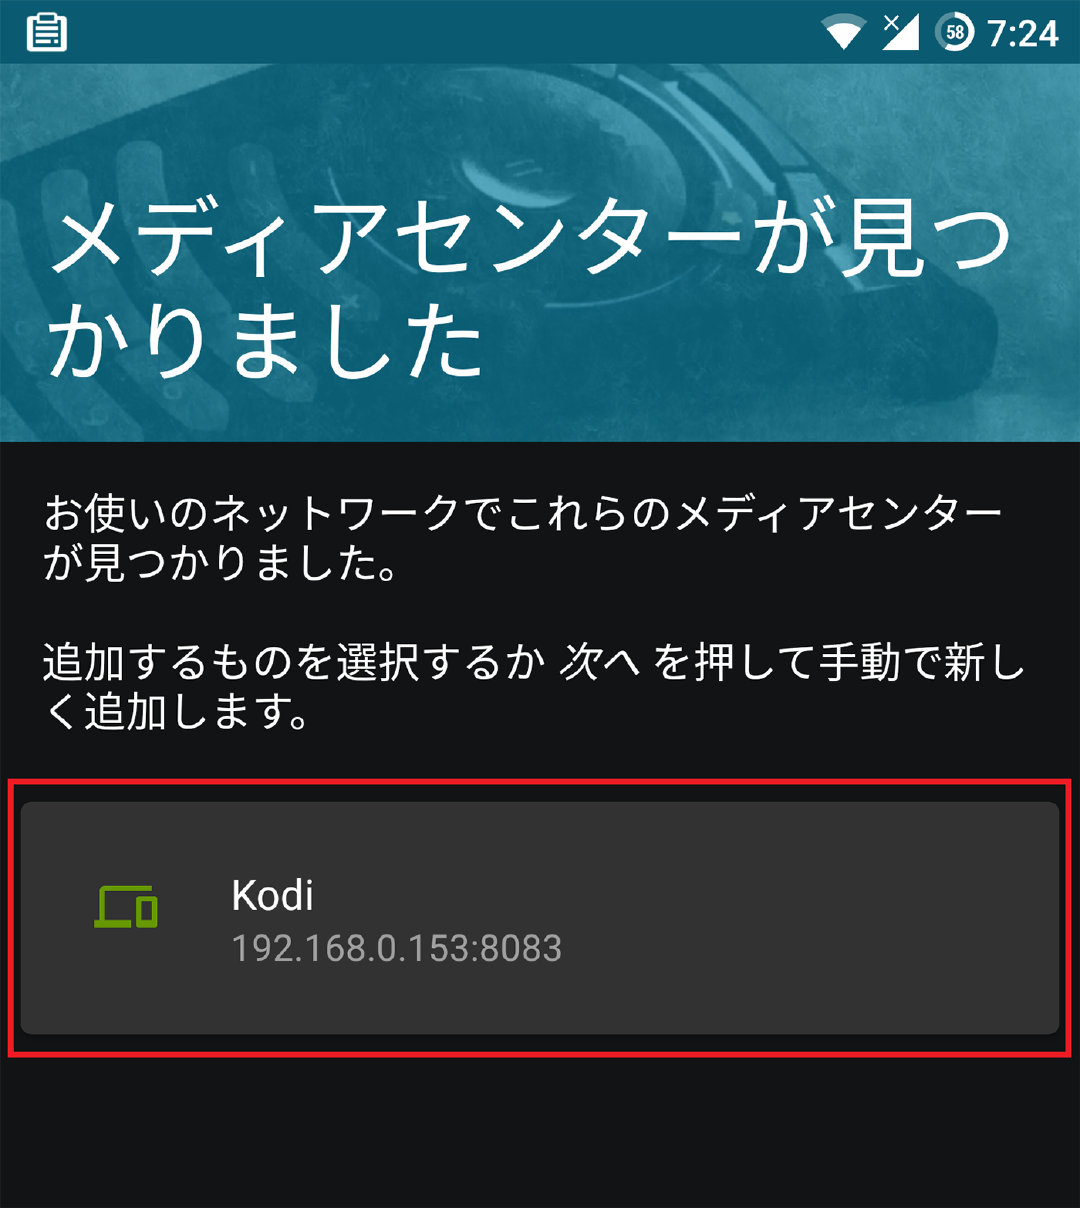 58 7:24
メディアセンターが見つ
かりました
お使いのネットワークでこれらのメディアセンター
が見つかりました。
追加するものを選択するか 次へ を押して手動で新し
く追加します。
Kodi
192.168.0.153:8083